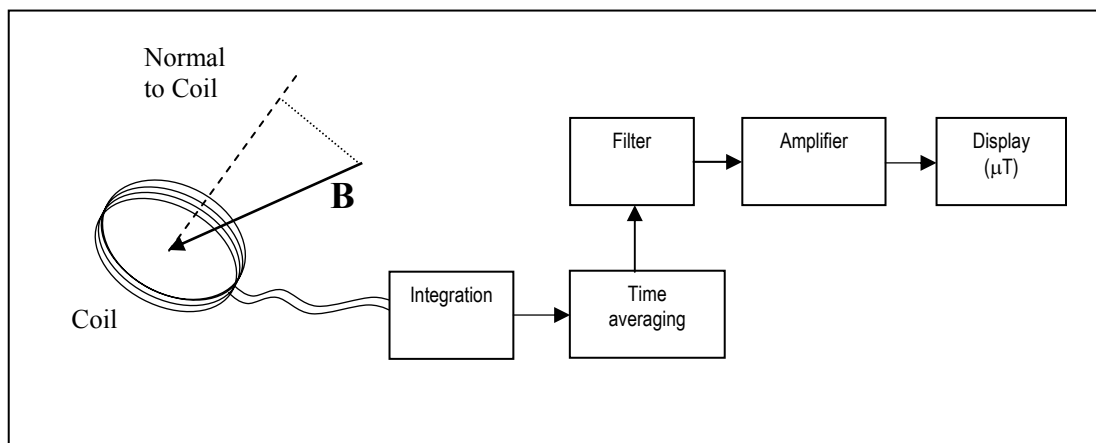 Normal
to Coil
B
Coil
Integration
Time
averaging
Filter
Amplifier
Display
(μT)